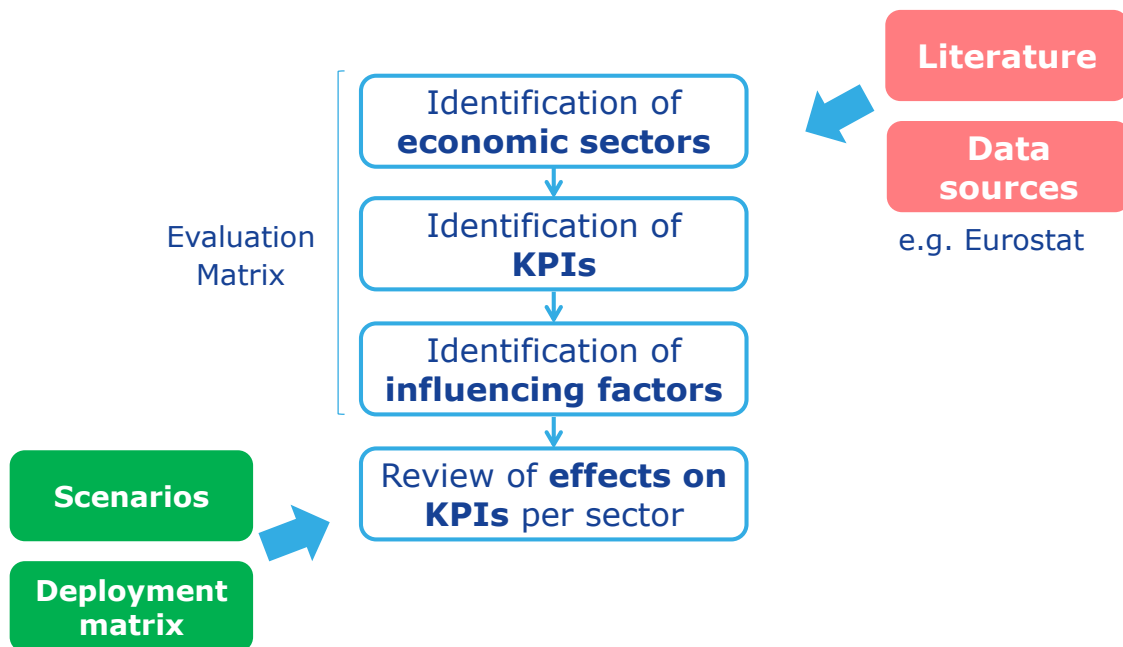 Literature
Data
sources
e.g. Eurostat
Identification of
economic sectors
Identification of
KPIs
Evaluation
Matrix
Identification of
influencing factors
Review of effects on
KPIs per sector
Scenarios
Deployment
matrix